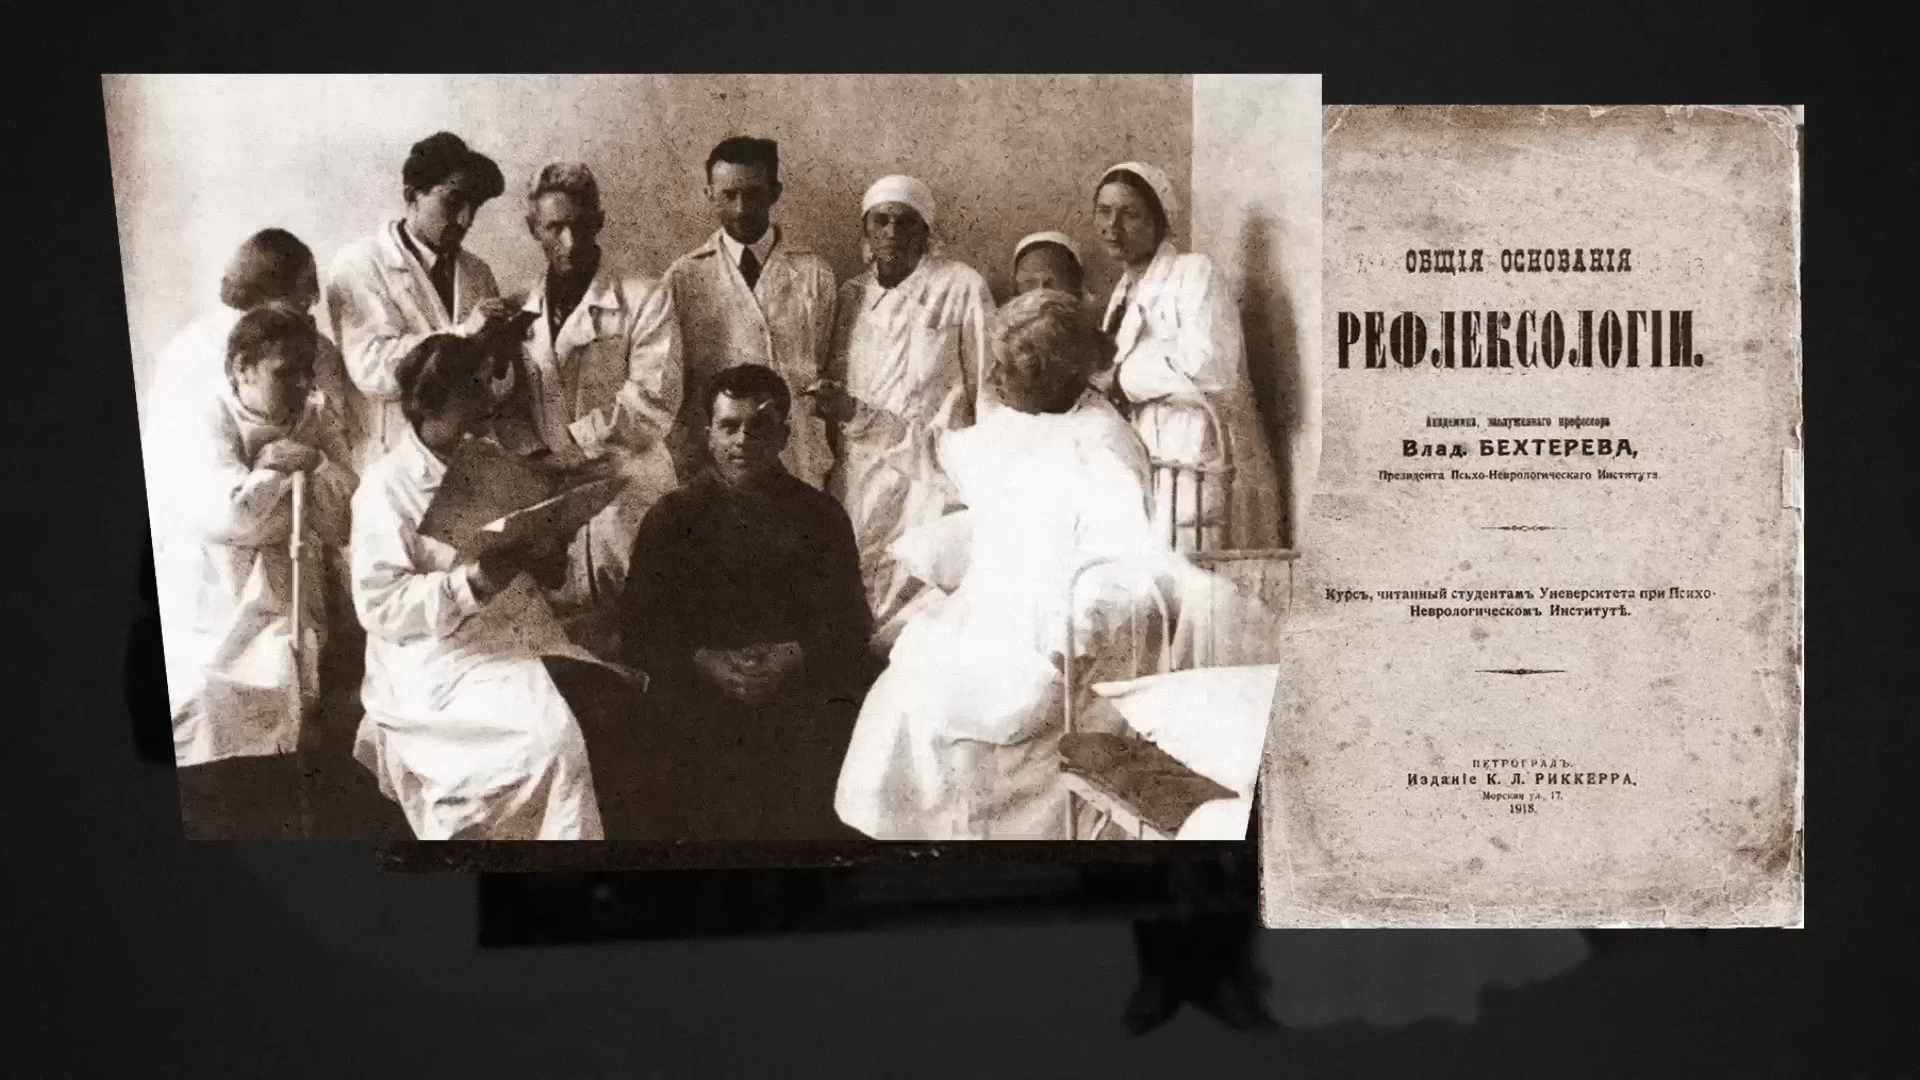 ОБЩІЯ ОСНОВАНІЯ
РЕФЛЕКСОЛОГІИ.
Академика, заслуженнаго профессора
Влад. БЕХТЕРЕВА,
Президента Психо-Неврологическаго Института.
Курсъ, читанный студентамъ Университета при Психо-
Неврологическомъ Институтѣ.
ПЕТРОГРАДЪ.
Изданіе К. Л. РИККЕРА.
Морская ул., 17.
1918.